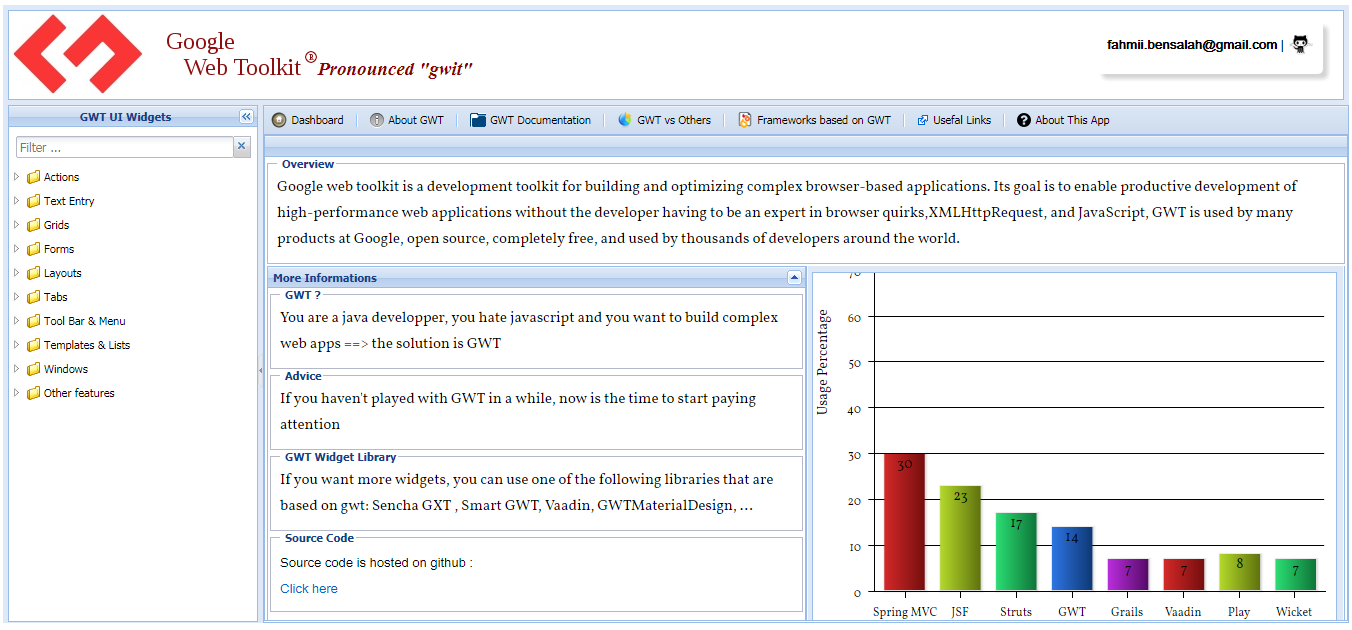 Google
Web Toolkit ® Pronounced "gwit"
fahmii.bensalah@gmail.com |
GWT UI Widgets
Filter ...
Actions
Text Entry
Grids
Forms
Layouts
Tabs
Tool Bar & Menu
Templates & Lists
Windows
Other features
Dashboard
About GWT
GWT Documentation
GWT vs Others
Frameworks based on GWT
Useful Links
About This App
Overview
Google web toolkit is a development toolkit for building and optimizing complex browser-based applications. Its goal is to enable productive development of
high-performance web applications without the developer having to be an expert in browser quirks,XMLHttpRequest, and JavaScript, GWT is used by many
products at Google, open source, completely free, and used by thousands of developers around the world.
More Informations
GWT ?
You are a java developper, you hate javascript and you want to build complex
web apps ==> the solution is GWT
Advice
If you haven't played with GWT in a while, now is the time to start paying
attention
GWT Widget Library
If you want more widgets, you can use one of the following libraries that are
based on gwt: Sencha GXT , Smart GWT, Vaadin, GWTMaterialDesign, ...
Source Code
Source code is hosted on github :
Click here
Usage Percentage
70
60
50
40
30
20
10
0
30
23
17
14
7
7
8
7
Spring MVC
JSF
Struts
GWT
Grails
Vaadin
Play
Wicket